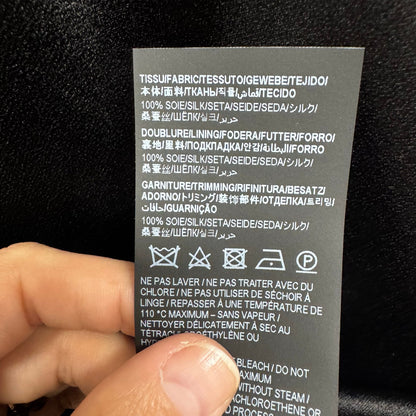 TISSU/FABRIC/TESSUTO/GEWEBE/TEJIDO/
本体/面料/ТКАНЬ/직물/قماش/TECIDO
100% SOIE/SILK/SETA/SEIDE/SEDA/シルク/
桑蚕丝/ШЁЛК/실크/حرير
DOUBLURE/LINING/FODERA/FUTTER/FORRO/
裏地/里料/ПОДКЛАДКА/안감/البطانة/FORRO
100% SOIE/SILK/SETA/SEIDE/SEDA/シルク/
桑蚕丝/ШЁЛК/실크/حرير
GARNITURE/TRIMMING/RIFINITURA/BESATZ/
ADORNO/トリミング/装饰部件/ОТДЕЛКА/트리밍/
GUARNIÇÃO
100% SOIE/SILK/SETA/SEIDE/SEDA/シルク/
桑蚕丝/ШЁЛК/실크/حرير
P
NE PAS LAVER / NE PAS TRAITER AVEC DU
CHLORE / NE PAS UTILISER DE SÉCHOIR À
LINGE / REPASSER À UNE TEMPÉRATURE DE
110 °C MAXIMUM – SANS VAPEUR /
NETTOYER DÉLICATEMENT À SEC AU
TÉTRACHLOROÉTHYLÈNE OU
BLEACH / DO NOT
MAXIMUM
WITH STEAM /
CHLOROETHENE OR